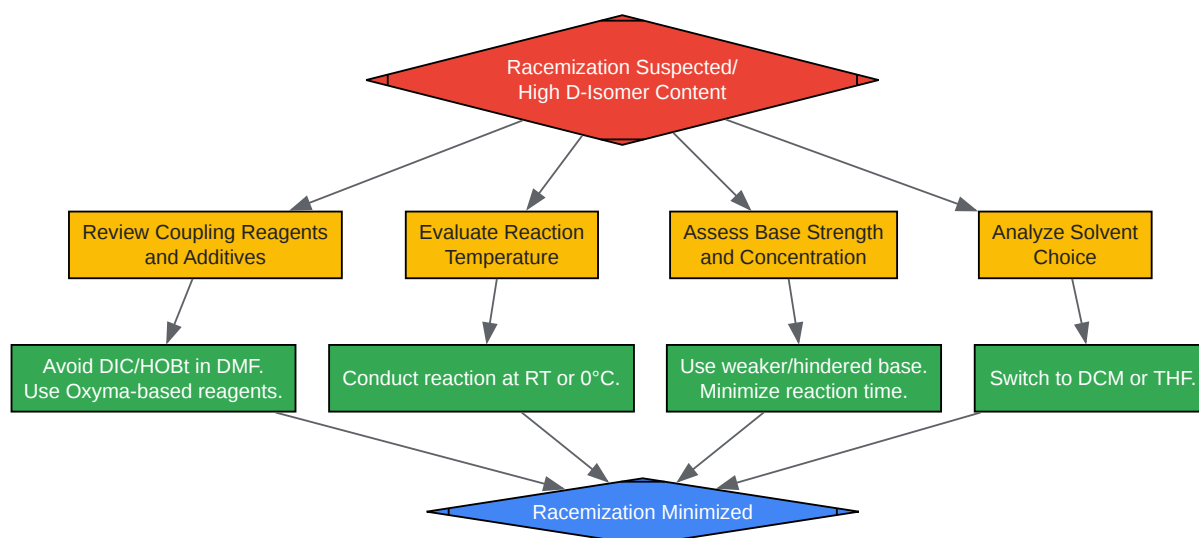 Racemization Suspected/
High D-Isomer Content
Review Coupling Reagents
and Additives
Evaluate Reaction
Temperature
Assess Base Strength
and Concentration
Analyze Solvent
Choice
Avoid DIC/HOBt in DMF.
Use Oxyma-based reagents.
Conduct reaction at RT or 0°C.
Use weaker/hindered base.
Minimize reaction time.
Switch to DCM or THF.
Racemization Minimized